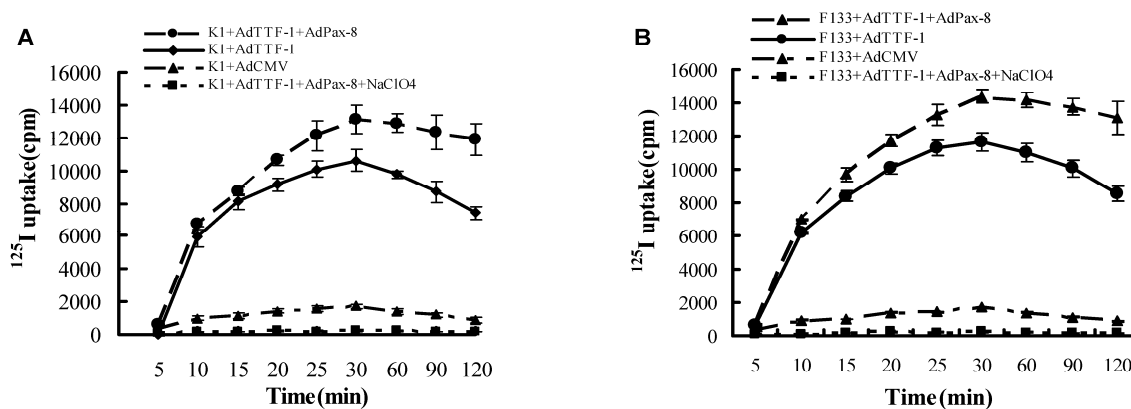 A
K1+AdTTF-1+AdPax-8
K1+AdTTF-1
K1+AdCMV
K1+AdTTF-1+AdPax-8+NaClO4
16000
14000
12000
10000
8000
6000
4000
2000
0
125I uptake(cpm)
5 10 15 20 25 30 60 90 120
Time(min)
B
F133+AdTTF-1+AdPax-8
F133+AdTTF-1
F133+AdCMV
F133+AdTTF-1+AdPax-8+NaClO4
16000
14000
12000
10000
8000
6000
4000
2000
0
125I uptake(cpm)
5 10 15 20 25 30 60 90 120
Time(min)